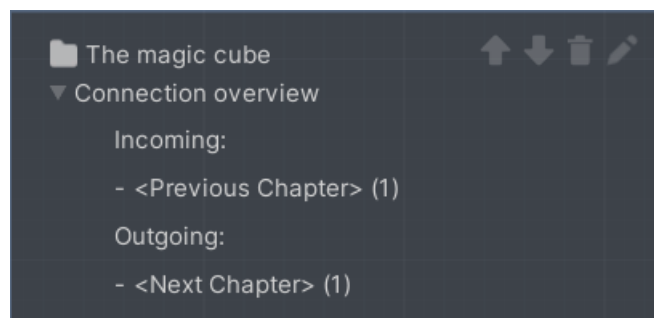 The magic cube
Connection overview
Incoming:
- <Previous Chapter> (1)
Outgoing:
- <Next Chapter> (1)